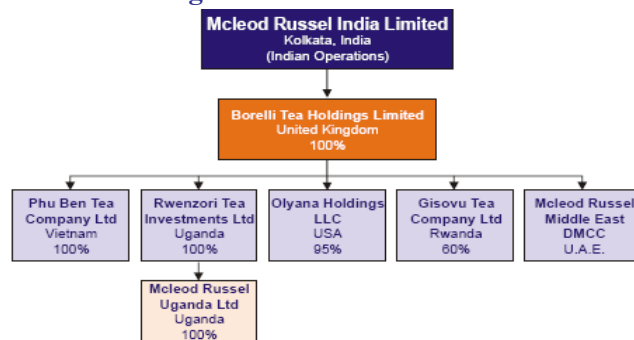 Mcleod Russel India Limited
Kolkata, India
(Indian Operations)
Borelli Tea Holdings Limited
United Kingdom
100%
Phu Ben Tea
Company Ltd
Vietnam
100%
Rwenzori Tea
Investments Ltd
Uganda
100%
Olyana Holdings
LLC
USA
95%
Gisovu Tea
Company Ltd
Rwanda
60%
Mcleod Russel
Middle East
DMCC
U.A.E.
Mcleod Russel
Uganda Ltd
Uganda
100%